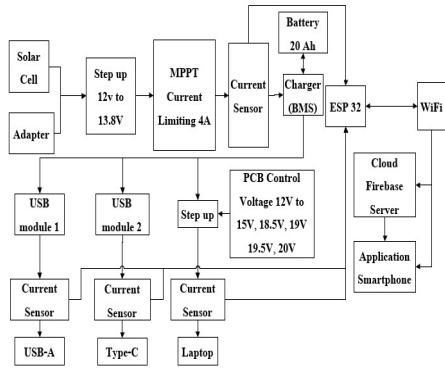 Solar
Cell
Adapter
Step up
12v to
13.8V
MPPT
Current
Limiting 4A
Current
Sensor
Battery
20 Ah
Charger
(BMS)
ESP 32
WiFi
Cloud
Firebase
Server
Application
Smartphone
USB
module 1
USB
module 2
Step up
PCB Control
Voltage 12V to
15V, 18.5V, 19V
19.5V, 20V
Current
Sensor
Current
Sensor
Current
Sensor
USB-A
Type-C
Laptop